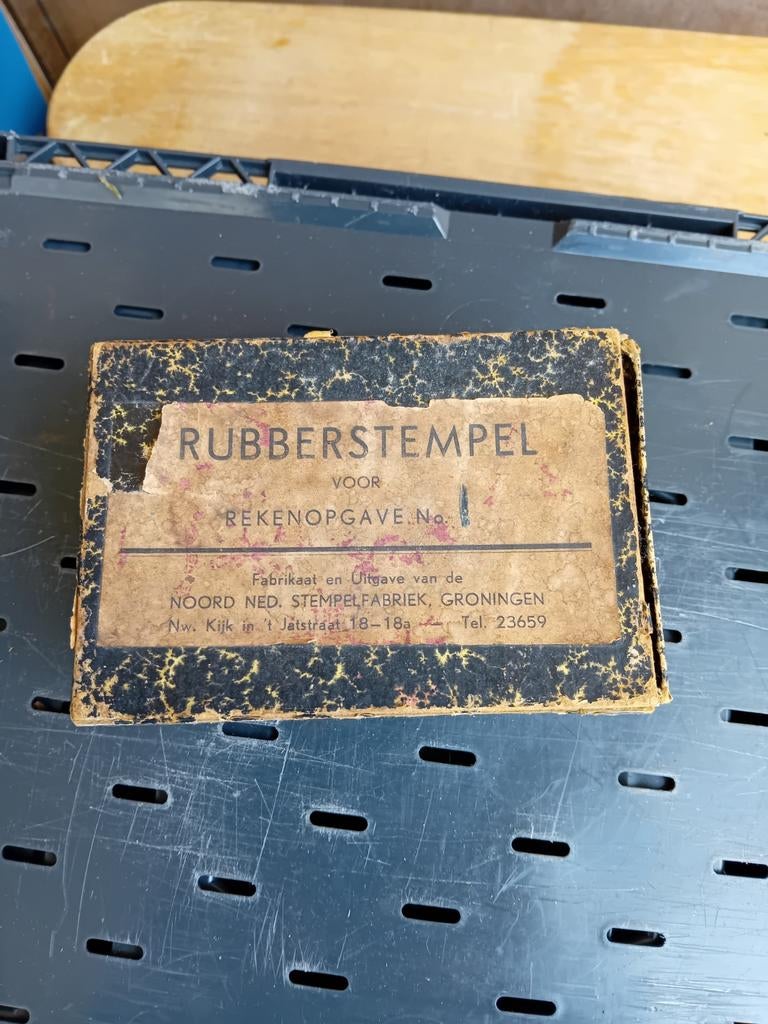 RUBBERSTEMPEL
VOOR
REKENOPGAVE No. 1
Fabrikaat en Uitgave van de
NOORD NED. STEMPELFABRIEK, GRONINGEN
Nw. Kijk in 't Jatstraat 18-18a — Tel. 23659